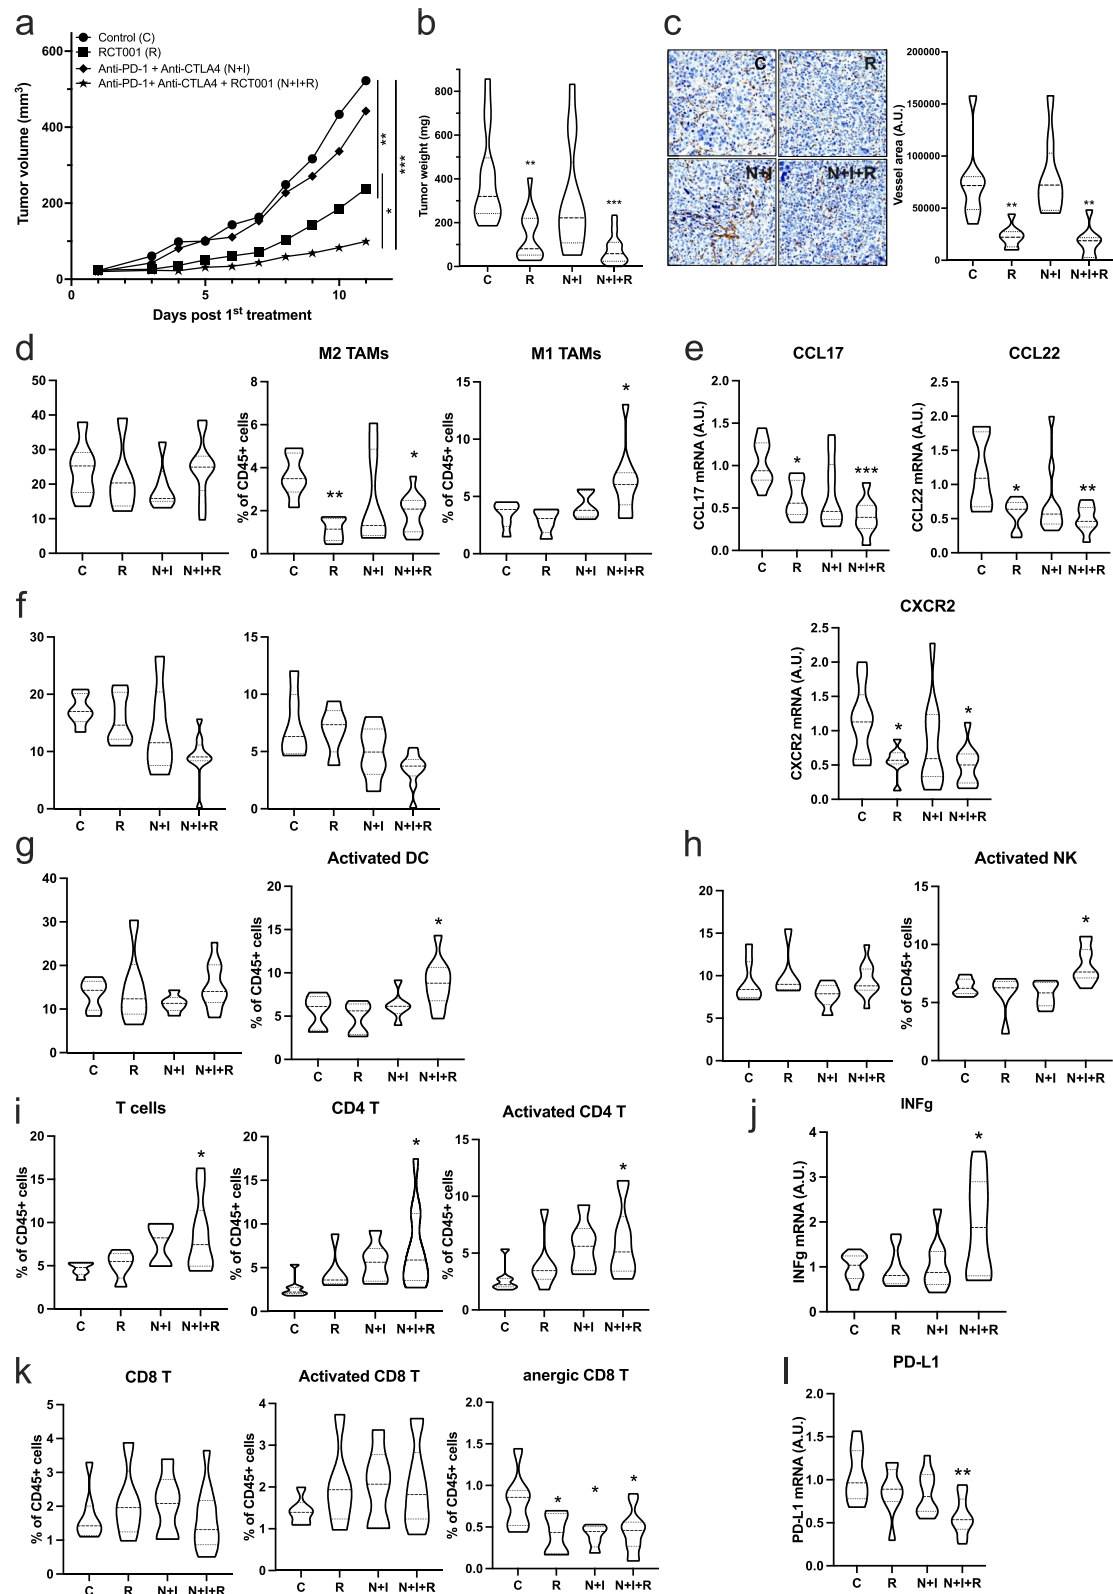 a
Control (C)
RCT001 (R)
Anti-PD-1 + Anti-CTLA4 (N+I)
Anti-PD-1+ Anti-CTLA4 + RCT001 (N+I+R)
Tumor volume (mm3)
600
400
200
0
0
5
10
Days post 1st treatment
**
*
***
b
Tumor weight (mg)
800
600
400
200
0
**
***
C
R
N+I
N+I+R
c
C
R
N+I
N+I+R
Vessel area (A.U.)
200000
150000
100000
50000
0
**
**
C
R
N+I
N+I+R
d
50
40
30
20
10
0
C
R
N+I
N+I+R
M2 TAMs
% of CD45+ cells
8
6
4
2
0
**
*
C
R
N+I
N+I+R
M1 TAMs
% of CD45+ cells
15
10
5
0
*
C
R
N+I
N+I+R
e
CCL17
CCL17 mRNA (A.U.)
2.0
1.5
1.0
0.5
0.0
*
***
C
R
N+I
N+I+R
CCL22
CCL22 mRNA (A.U.)
2.5
2.0
1.5
1.0
0.5
0.0
*
**
C
R
N+I
N+I+R
CXCR2
CXCR2 mRNA (A.U.)
2.5
2.0
1.5
1.0
0.5
0.0
*
*
C
R
N+I
N+I+R
f
30
20
10
0
C
R
N+I
N+I+R
15
10
5
0
C
R
N+I
N+I+R
g
40
30
20
10
0
C
R
N+I
N+I+R
Activated DC
% of CD45+ cells
20
15
10
5
0
*
C
R
N+I
N+I+R
h
20
15
10
5
0
C
R
N+I
N+I+R
Activated NK
% of CD45+ cells
15
10
5
0
*
C
R
N+I
N+I+R
i
T cells
% of CD45+ cells
20
15
10
5
0
*
C
R
N+I
N+I+R
CD4 T
% of CD45+ cells
20
15
10
5
0
*
C
R
N+I
N+I+R
Activated CD4 T
% of CD45+ cells
15
10
5
0
*
C
R
N+I
N+I+R
j
INFg
INFg mRNA (A.U.)
4
3
2
1
0
*
C
R
N+I
N+I+R
k
CD8 T
% of CD45+ cells
5
4
3
2
1
0
C
R
N+I
N+I+R
Activated CD8 T
% of CD45+ cells
4
3
2
1
0
C
R
N+I
N+I+R
anergic CD8 T
% of CD45+ cells
2.0
1.5
1.0
0.5
0.0
*
*
*
C
R
N+I
N+I+R
l
PD-L1
PD-L1 mRNA (A.U.)
2.0
1.5
1.0
0.5
0.0
**
C
R
N+I
N+I+R